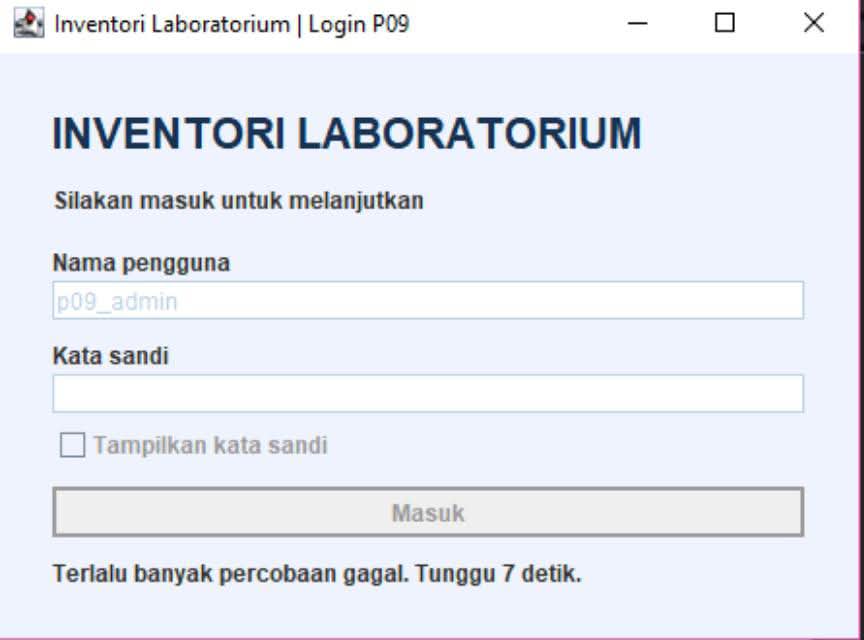 Inventori Laboratorium | Login P09
INVENTORI LABORATORIUM
Silakan masuk untuk melanjutkan
Nama pengguna
p09_admin
Kata sandi
Tampilkan kata sandi
Masuk
Terlalu banyak percobaan gagal. Tunggu 7 detik.